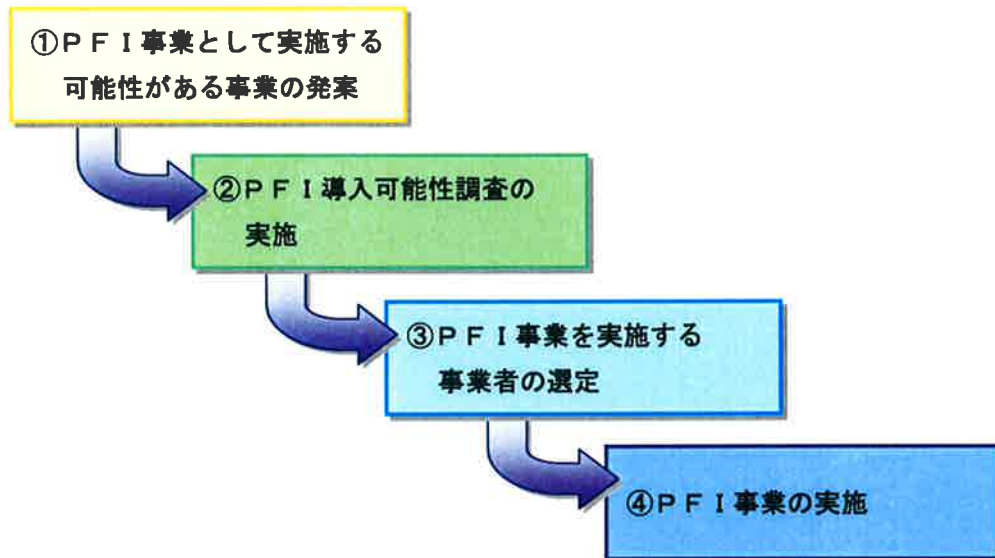 ①ＰＦＩ事業として実施する
可能性がある事業の発案
②ＰＦＩ導入可能性調査の
実施
③ＰＦＩ事業を実施する
事業者の選定
④ＰＦＩ事業の実施